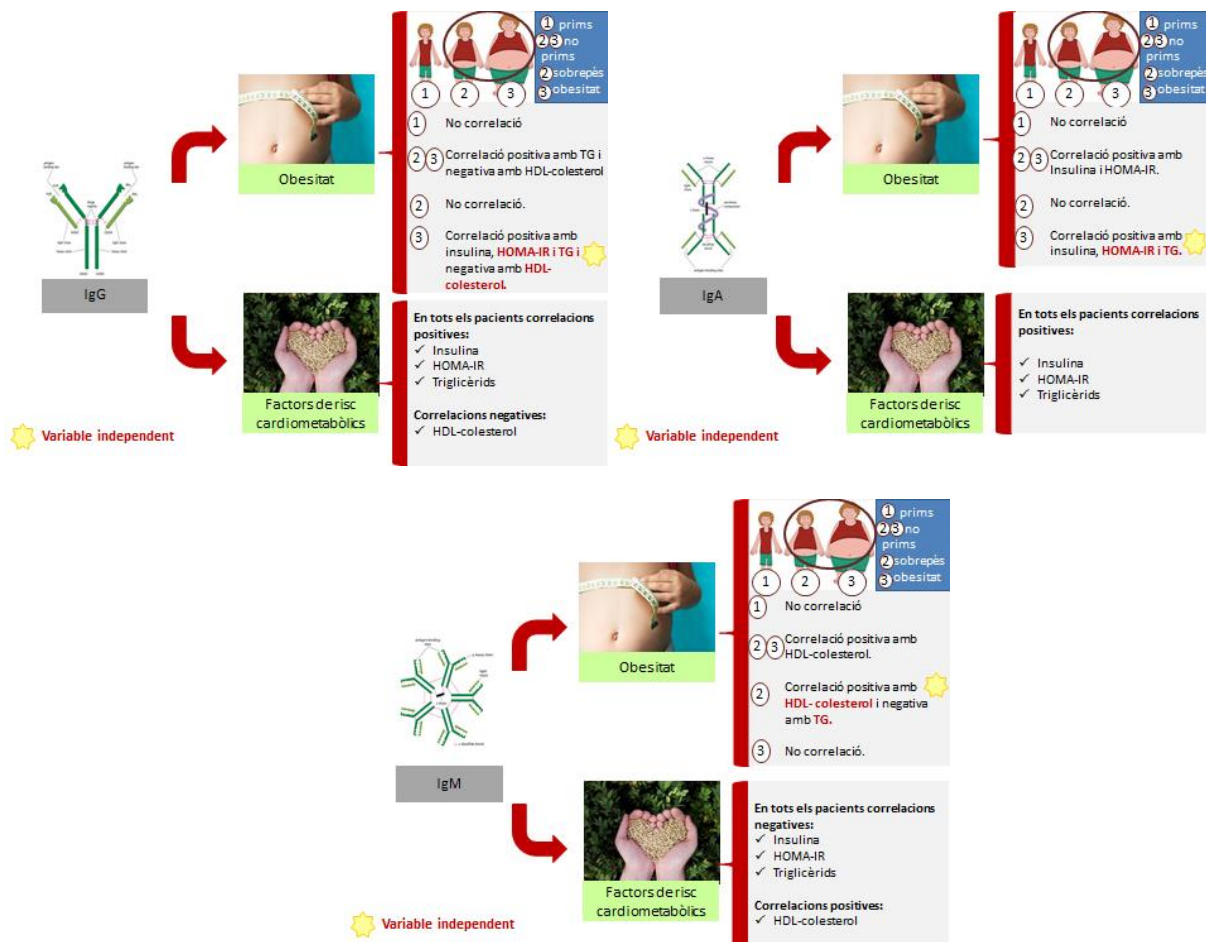 1 prims
2 3 no
prims
2 sobrepès
3 obesitat
1 2 3
1 No correlació
2 3 Correlació positiva amb TG i
negativa amb HDL-colesterol
2 No correlació.
3 Correlació positiva amb
insulina, HOMA-IR i TG i
negativa amb HDL-
colesterol.
Obesitat
IgG
En tots els pacients correlacions
positives:
✓ Insulina
✓ HOMA-IR
✓ Triglicèrids
Correlacions negatives:
✓ HDL-colesterol
Factors de risc
cardiometabòlics
Variable independent
1 prims
2 3 no
prims
2 sobrepès
3 obesitat
1 2 3
1 No correlació
2 3 Correlació positiva amb
Insulina i HOMA-IR.
2 No correlació.
3 Correlació positiva amb
insulina, HOMA-IR i TG.
Obesitat
IgA
En tots els pacients correlacions
positives:
✓ Insulina
✓ HOMA-IR
✓ Triglicèrids
Factors de risc
cardiometabòlics
Variable independent
1 prims
2 3 no
prims
2 sobrepès
3 obesitat
1 2 3
1 No correlació
2 3 Correlació positiva amb
HDL-colesterol.
2 Correlació positiva amb
HDL- colesterol i negativa
amb TG.
3 No correlació.
Obesitat
IgM
En tots els pacients correlacions
negatives:
✓ Insulina
✓ HOMA-IR
✓ Triglicèrids
Correlacions positives:
✓ HDL-colesterol
Factors de risc
cardiometabòlics
Variable independent